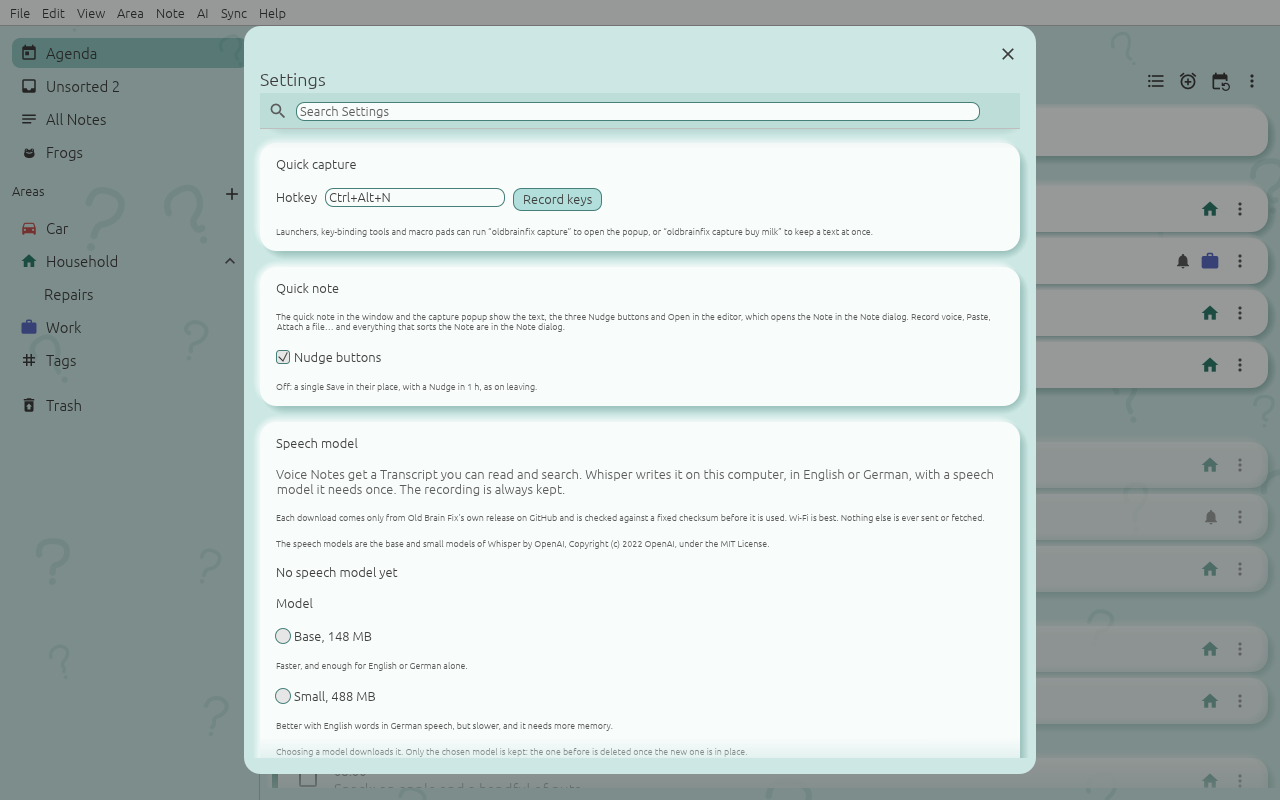 File Edit View Area Note AI Sync Help
Agenda
Unsorted 2
All Notes
Frogs
Areas
Car
Household
Repairs
Work
Tags
Trash
Settings
Search Settings
Quick capture
Hotkey Ctrl+Alt+N Record keys
Launchers, key-binding tools and macro pads can run "oldbrainfix capture" to open the popup, or "oldbrainfix capture buy milk" to keep a text at once.
Quick note
The quick note in the window and the capture popup show the text, the three Nudge buttons and Open in the editor, which opens the Note in the Note dialog. Record voice, Paste,
Attach a file… and everything that sorts the Note are in the Note dialog.
Nudge buttons
Off: a single Save in their place, with a Nudge in 1 h, as on leaving.
Speech model
Voice Notes get a Transcript you can read and search. Whisper writes it on this computer, in English or German, with a speech
model it needs once. The recording is always kept.
Each download comes only from Old Brain Fix's own release on GitHub and is checked against a fixed checksum before it is used. Wi-Fi is best. Nothing else is ever sent or fetched.
The speech models are the base and small models of Whisper by OpenAI, Copyright (c) 2022 OpenAI, under the MIT License.
No speech model yet
Model
Base, 148 MB
Faster, and enough for English or German alone.
Small, 488 MB
Better with English words in German speech, but slower, and it needs more memory.
Choosing a model downloads it. Only the chosen model is kept: the one before is deleted once the new one is in place.